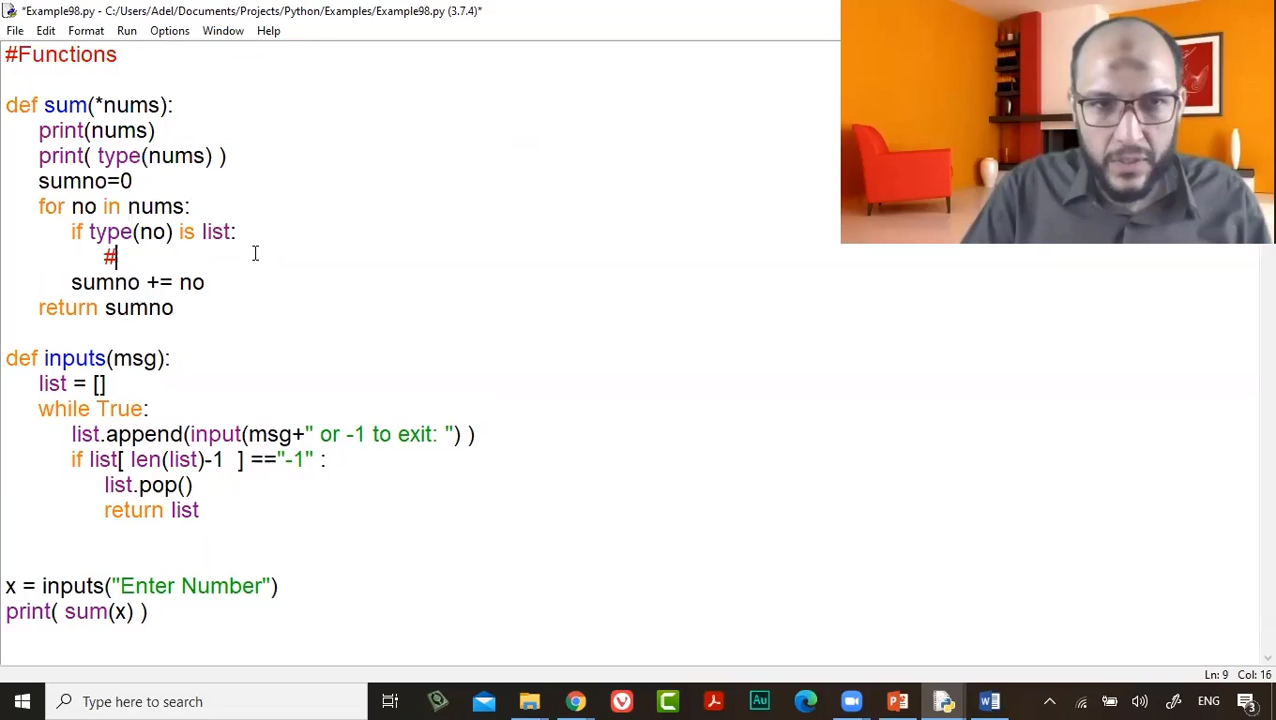 *Example98.py - C:/Users/Adel/Documents/Projects/Python/Examples/Example98.py (3.7.4)*
File Edit Format Run Options Window Help
#Functions
def sum(*nums):
print(nums)
print( type(nums) )
sumno=0
for no in nums:
if type(no) is list:
#
sumno += no
return sumno
def inputs(msg):
list = []
while True:
list.append(input(msg+" or -1 to exit: ") )
if list[ len(list)-1 ] =="-1" :
list.pop()
return list
x = inputs("Enter Number")
print( sum(x) )
Ln: 9 Col: 16
Type here to search
ENG
3